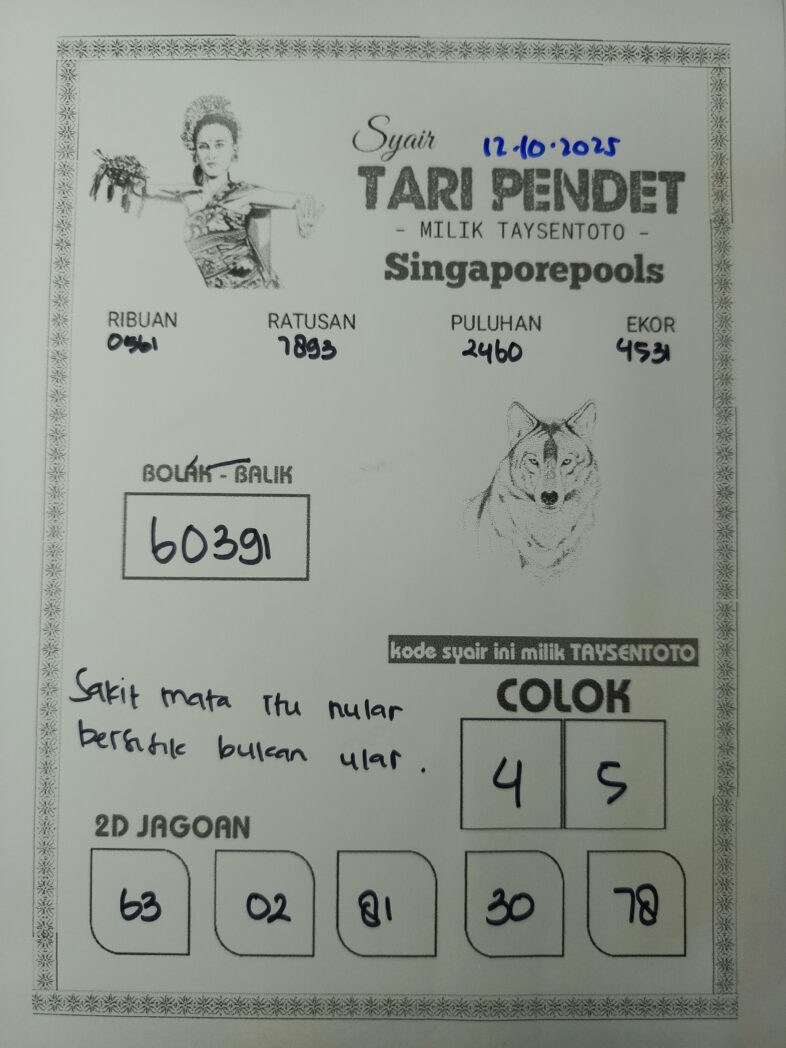 Syair 12.10.2025
TARI PENDET
- MILIK TAYSENTOTO -
Singaporepools
RIBUAN RATUSAN PULUHAN EKOR
0561 7893 2460 4531
BOLAK - BALIK
60391
kode syair ini milik TAYSENTOTO
COLOK
4 5
Sakit mata itu nular
bersisik bukan ular.
2D JAGOAN
63 02 81 30 78